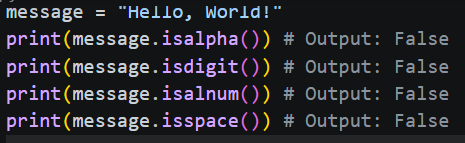 message = "Hello, World!"
print(message.isalpha()) # Output: False
print(message.isdigit()) # Output: False
print(message.isalnum()) # Output: False
print(message.isspace()) # Output: False